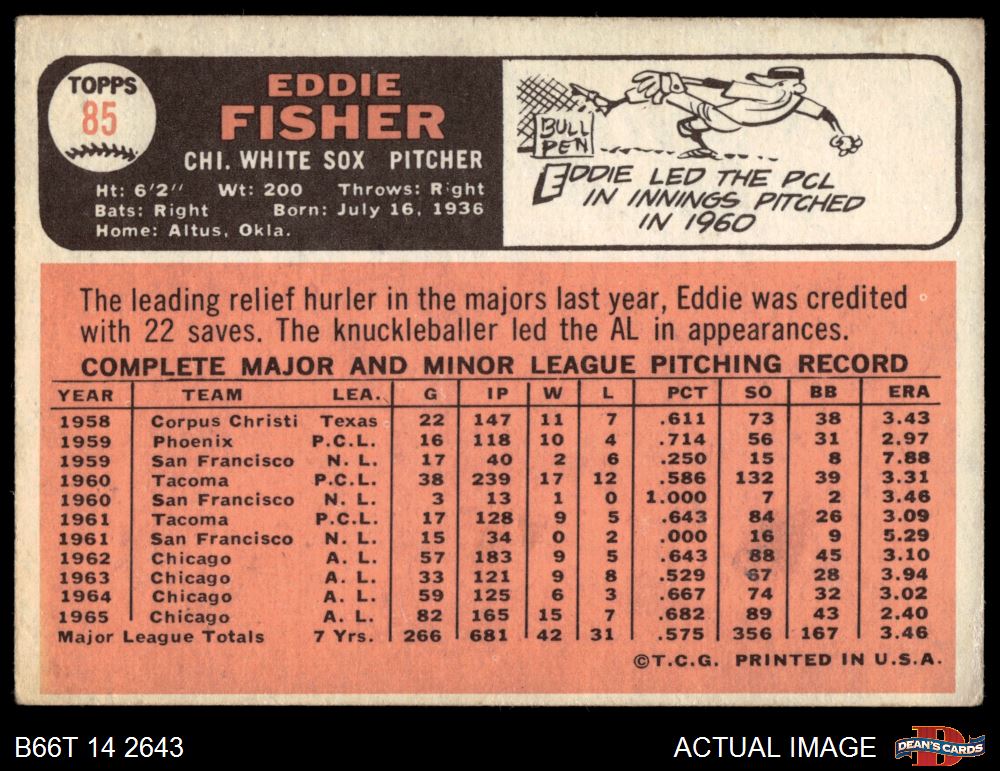 TOPPS
85
EDDIE
FISHER
CHI. WHITE SOX PITCHER
Ht: 6'2" Wt: 200 Throws: Right
Bats: Right Born: July 16, 1936
Home: Altus, Okla.
BULL
PEN
EDDIE LED THE PCL
IN INNINGS PITCHED
IN 1960
The leading relief hurler in the majors last year, Eddie was credited
with 22 saves. The knuckleballer led the AL in appearances.
COMPLETE MAJOR AND MINOR LEAGUE PITCHING RECORD
YEAR TEAM LEA. G IP W L PCT SO BB ERA
1958 Corpus Christi Texas 22 147 11 7 .611 73 38 3.43
1959 Phoenix P.C.L. 16 118 10 4 .714 56 31 2.97
1959 San Francisco N. L. 17 40 2 6 .250 15 8 7.88
1960 Tacoma P.C.L. 38 239 17 12 .586 132 39 3.31
1960 San Francisco N. L. 3 13 1 0 1.000 7 2 3.46
1961 Tacoma P.C.L. 17 128 9 5 .643 84 26 3.09
1961 San Francisco N. L. 15 34 0 2 .000 16 9 5.29
1962 Chicago A. L. 57 183 9 5 .643 88 45 3.10
1963 Chicago A. L. 33 121 9 8 .529 67 28 3.94
1964 Chicago A. L. 59 125 6 3 .667 74 32 3.02
1965 Chicago A. L. 82 165 15 7 .682 89 43 2.40
Major League Totals 7 Yrs. 266 681 42 31 .575 356 167 3.46
©T.C.G. PRINTED IN U.S.A.
B66T 14 2643
ACTUAL IMAGE
DEAN'S CARDS